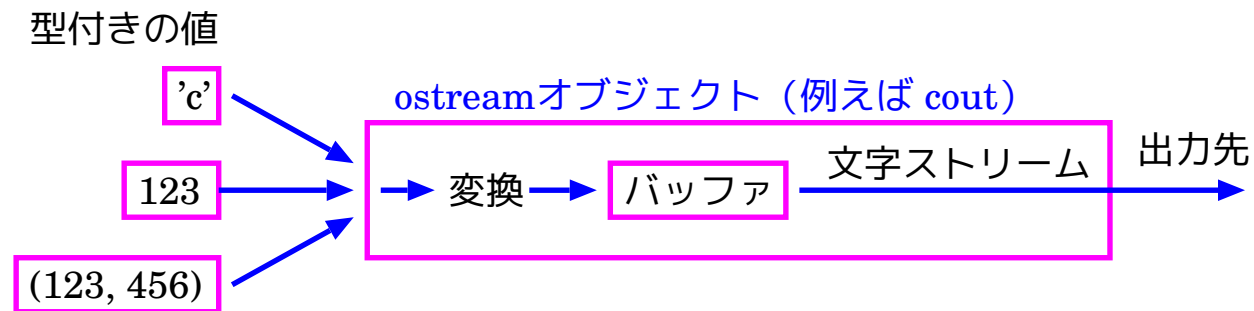 型付きの値
’c’
ostreamオブジェクト（例えば cout）
123
変換
バッファ
文字ストリーム
出力先
(123, 456)